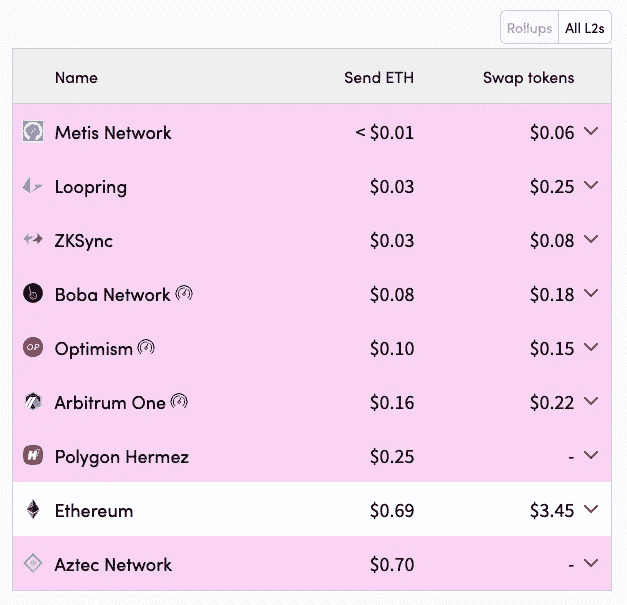 Rollups All L2s
Name Send ETH Swap tokens
Metis Network < $0.01 $0.06
Loopring $0.03 $0.25
ZKSync $0.03 $0.08
Boba Network $0.08 $0.18
OP Optimism $0.10 $0.15
Arbitrum One $0.16 $0.22
Polygon Hermez $0.25 -
Ethereum $0.69 $3.45
Aztec Network $0.70 -